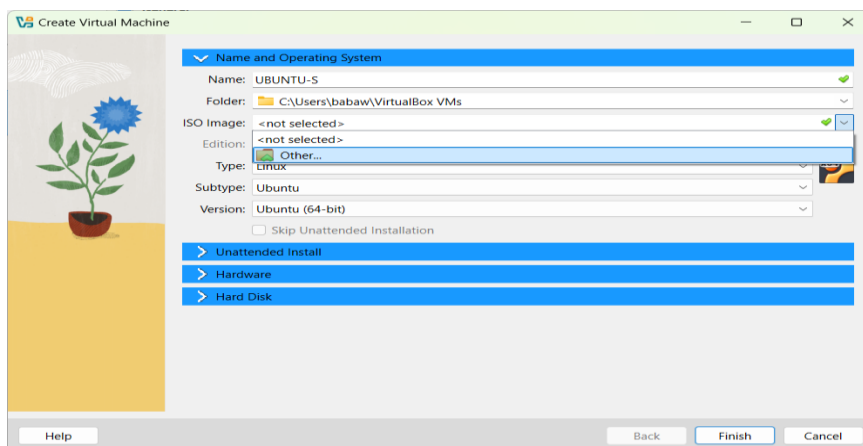 Create Virtual Machine
Name and Operating System
Name: UBUNTU-S
Folder: C:\Users\babaw\VirtualBox VMs
ISO Image: <not selected>
<not selected>
Edition:
Other...
Type: Linux
Subtype: Ubuntu
Version: Ubuntu (64-bit)
Skip Unattended Installation
Unattended Install
Hardware
Hard Disk
Help Back Finish Cancel